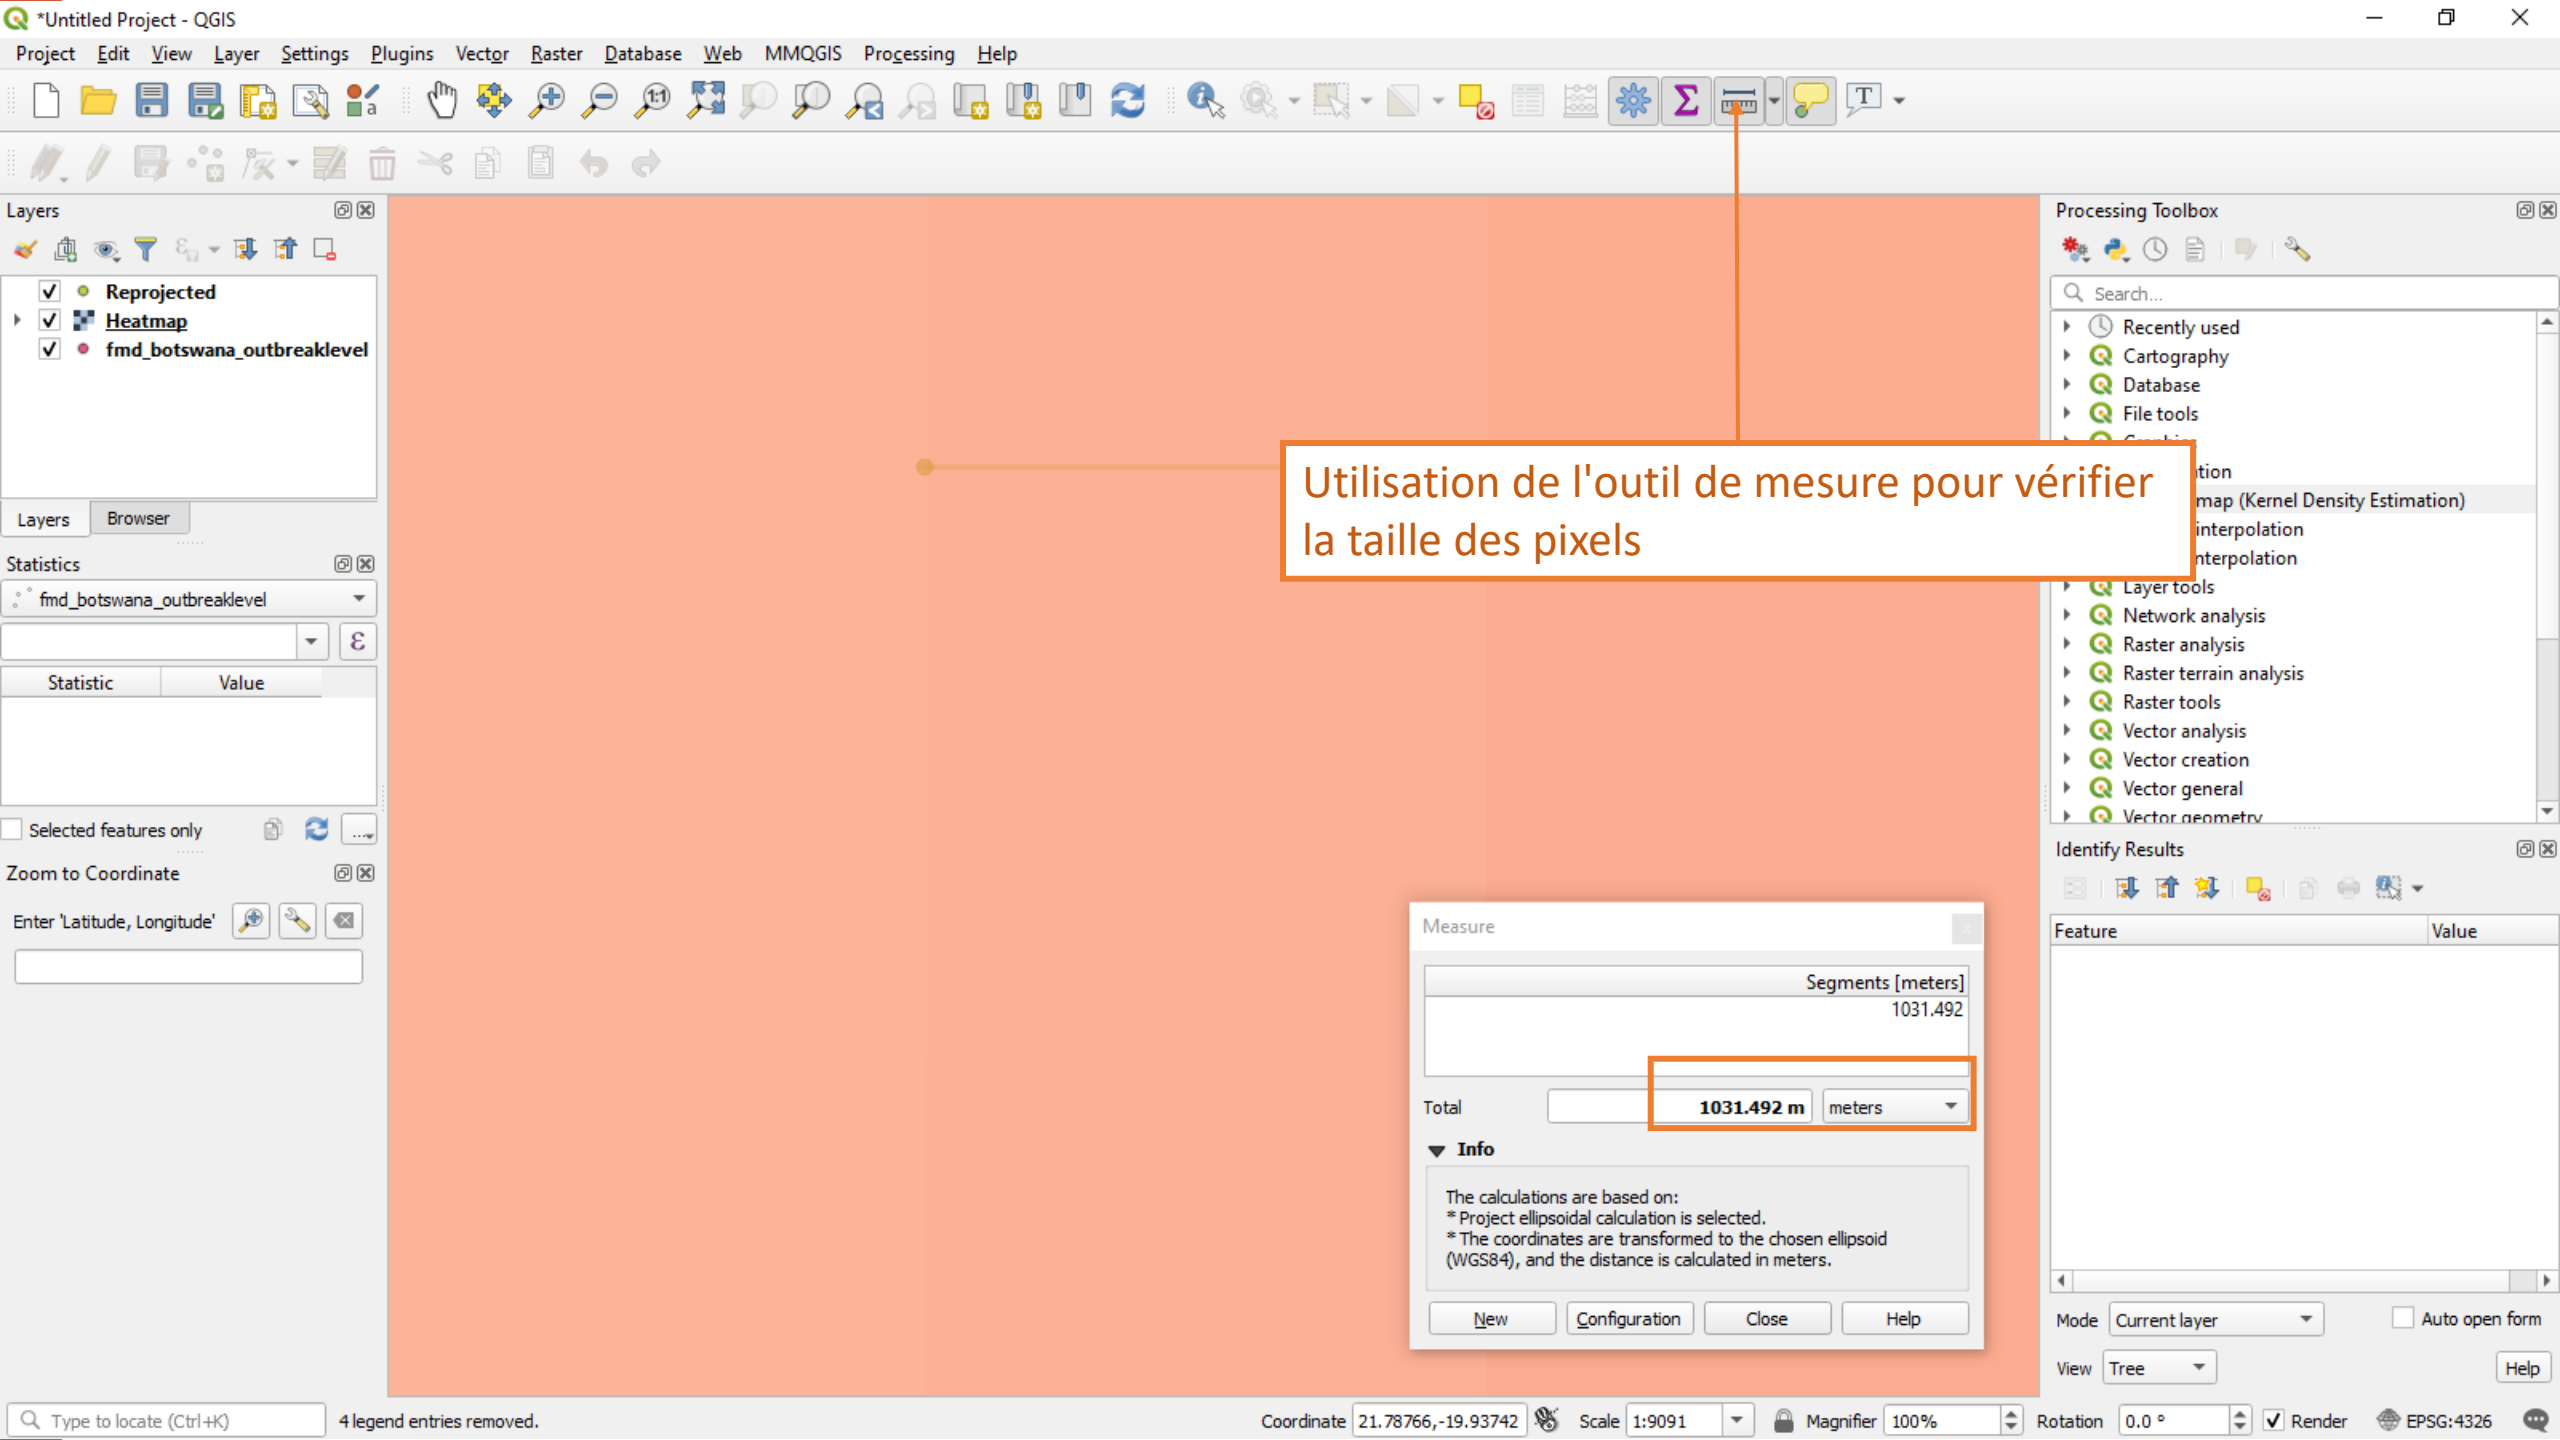 *Untitled Project - QGIS
Project Edit View Layer Settings Plugins Vector Raster Database Web MMQGIS Processing Help
Layers
Reprojected
Heatmap
fmd_botswana_outbreaklevel
Layers Browser
Statistics
fmd_botswana_outbreaklevel
ε
Statistic Value
Selected features only
Zoom to Coordinate
Enter 'Latitude, Longitude'
Utilisation de l'outil de mesure pour vérifier
la taille des pixels
Measure
Segments [meters]
1031.492
Total 1031.492 m meters
Info
The calculations are based on:
* Project ellipsoidal calculation is selected.
* The coordinates are transformed to the chosen ellipsoid
(WGS84), and the distance is calculated in meters.
New Configuration Close Help
Processing Toolbox
Search...
Recently used
Cartography
Database
File tools
tion
map (Kernel Density Estimation)
interpolation
nterpolation
Layer tools
Network analysis
Raster analysis
Raster terrain analysis
Raster tools
Vector analysis
Vector creation
Vector general
Vector geometry
Identify Results
Feature Value
Mode Current layer Auto open form
View Tree Help
Type to locate (Ctrl+K) 4 legend entries removed. Coordinate 21.78766,-19.93742 Scale 1:9091 Magnifier 100% Rotation 0.0 ° Render EPSG:4326